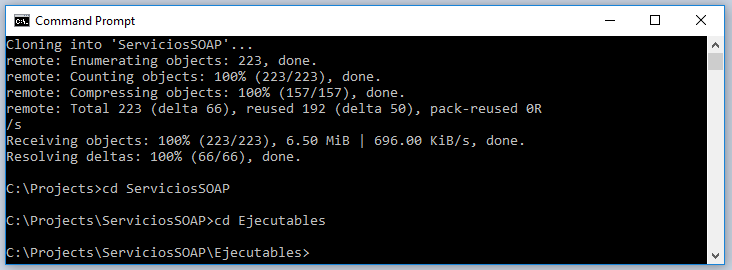 Command Prompt
Cloning into 'ServiciosSOAP'...
remote: Enumerating objects: 223, done.
remote: Counting objects: 100% (223/223), done.
remote: Compressing objects: 100% (157/157), done.
remote: Total 223 (delta 66), reused 192 (delta 50), pack-reused 0R
/s
Receiving objects: 100% (223/223), 6.50 MiB | 696.00 KiB/s, done.
Resolving deltas: 100% (66/66), done.
C:\Projects>cd ServiciosSOAP
C:\Projects\ServiciosSOAP>cd Ejecutables
C:\Projects\ServiciosSOAP\Ejecutables>